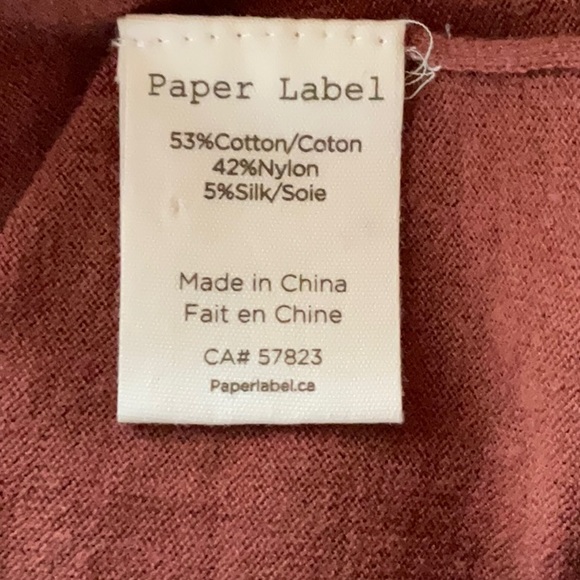 Paper Label
53%Cotton/Coton
42%Nylon
5%Silk/Soie
Made in China
Fait en Chine
CA# 57823
Paperlabel.ca